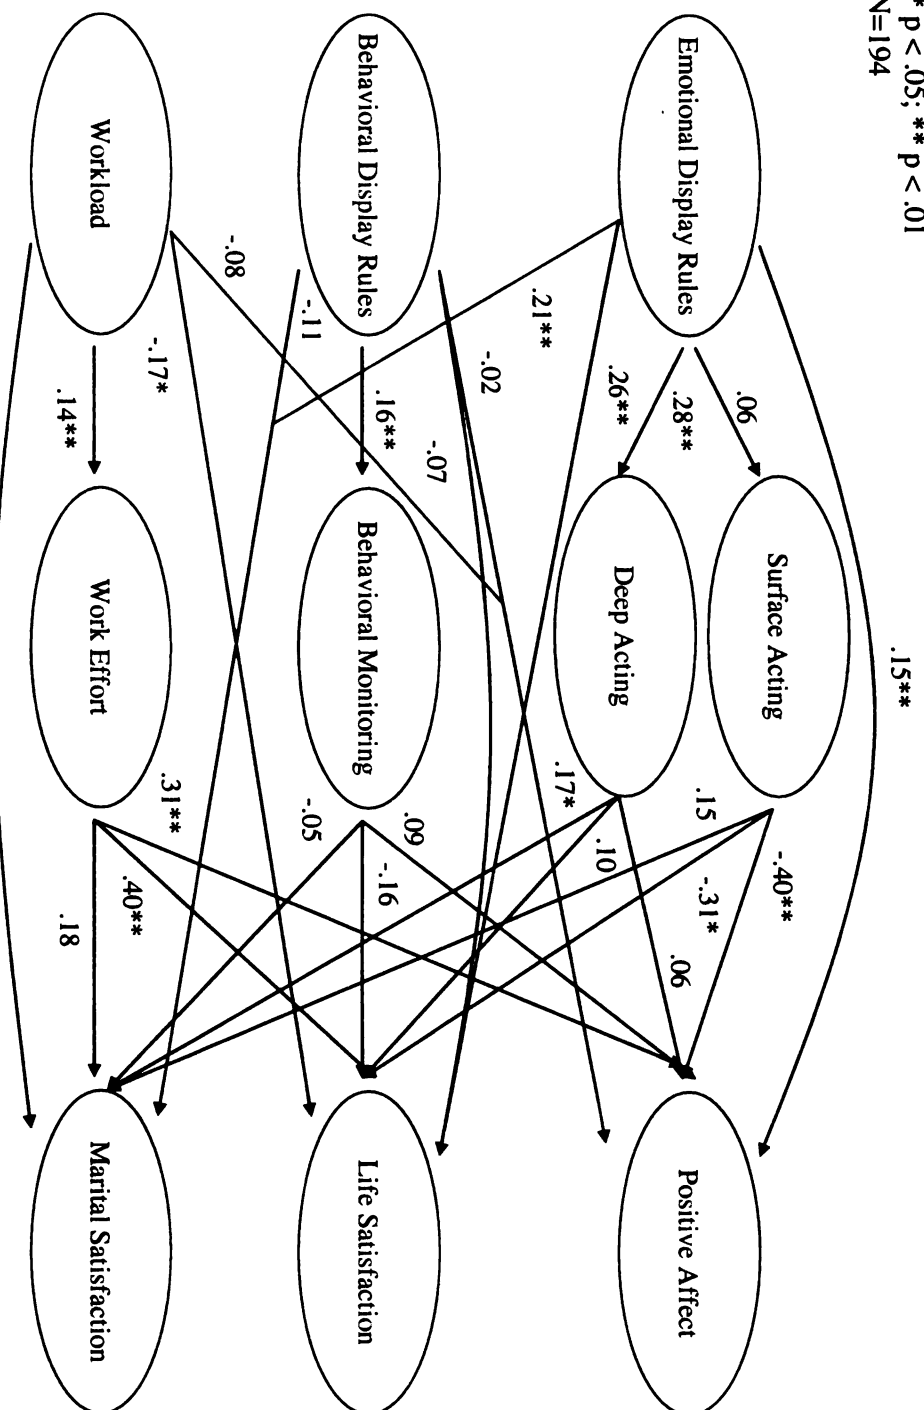 * p < .05; ** p < .01
N=194
.15**
Surface Acting
-.40**
.06
.15
-.31*
Emotional Display Rules
Positive Affect
.28**
.06
Deep Acting
.26**
.10
.17*
.21**
-.02
-.07
.09
.16**
-.16
Behavioral Display Rules
Behavioral Monitoring
Life Satisfaction
-.11
-.05
-.08
.31**
-.17*
.40**
Workload
Work Effort
Marital Satisfaction
.14**
.18